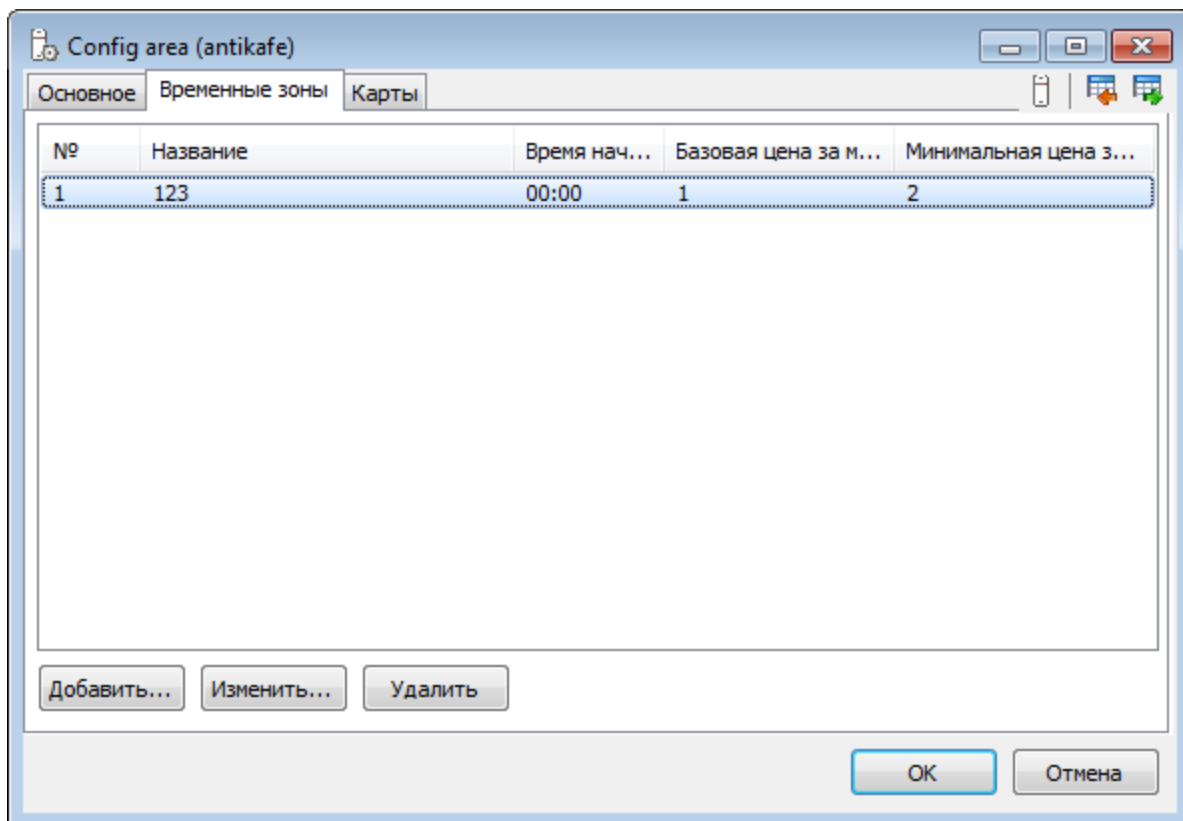 Config area (antikafe)
Основное Временные зоны Карты
№ Название Время нач... Базовая цена за м... Минимальная цена з...
1 123 00:00 1 2
Добавить... Изменить... Удалить
OK Отмена